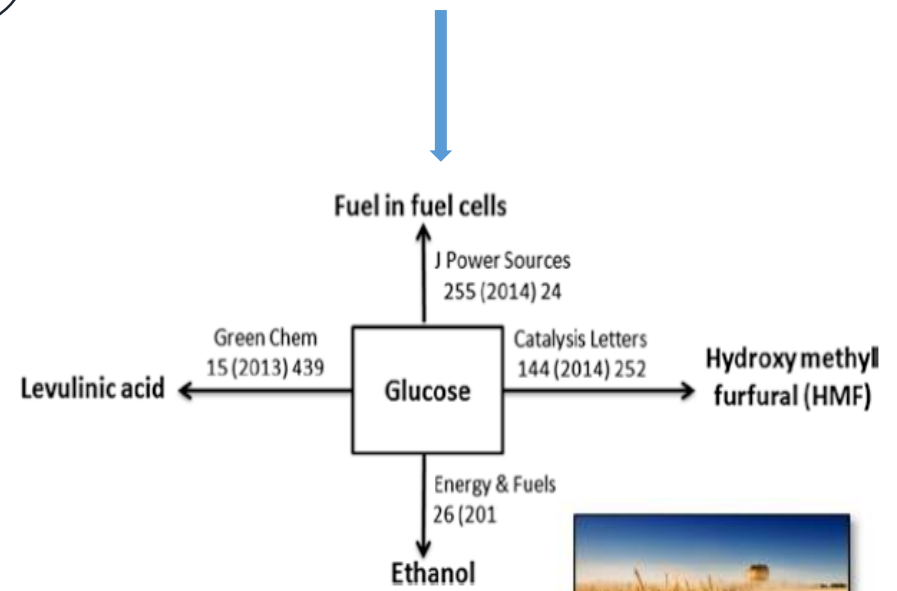 Fuel in fuel cells
J Power Sources
255 (2014) 24
Green Chem
15 (2013) 439
Catalysis Letters
144 (2014) 252
Levulinic acid
Glucose
Hydroxy methyl
furfural (HMF)
Energy & Fuels
26 (201
Ethanol